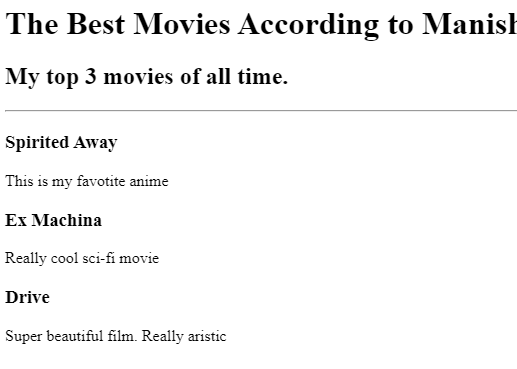 The Best Movies According to Manish
My top 3 movies of all time.
Spirited Away
This is my favotite anime
Ex Machina
Really cool sci-fi movie
Drive
Super beautiful film. Really aristic